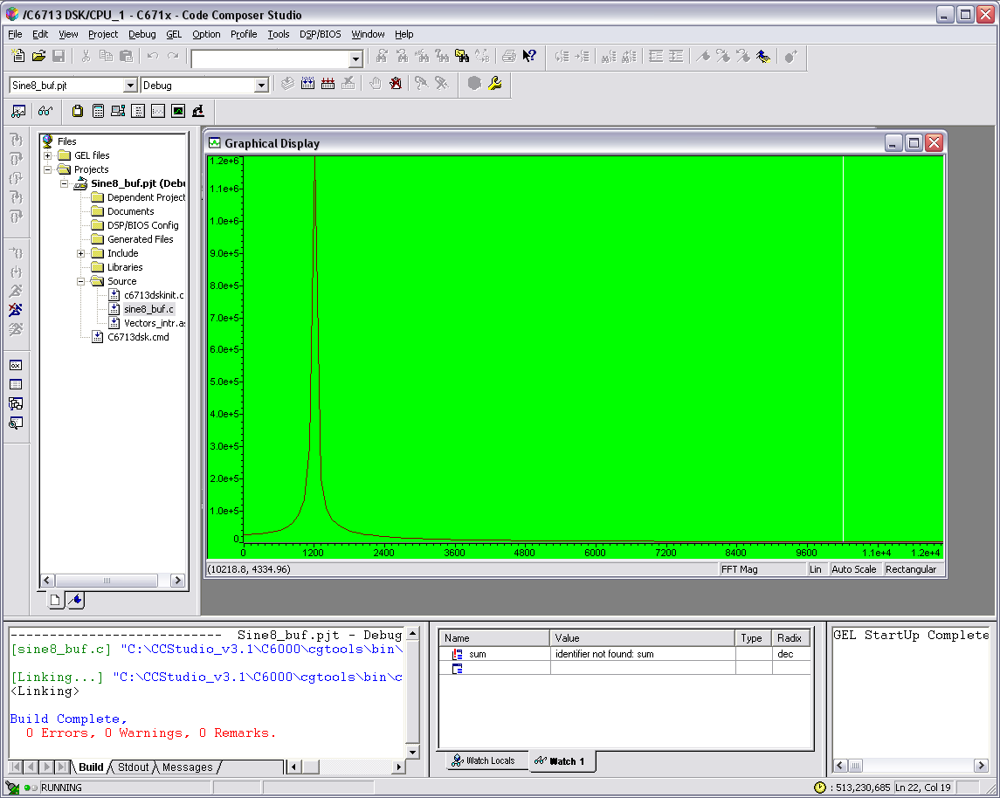 /C6713 DSK/CPU_1 - C671x - Code Composer Studio
File Edit View Project Debug GEL Option Profile Tools DSP/BIOS Window Help
Sine8_buf.pjt Debug
Files
GEL files
Projects
Sine8_buf.pjt (Debu
Dependent Project
Documents
DSP/BIOS Config
Generated Files
Include
Libraries
Source
c6713dskinit.c
sine8_buf.c
Vectors_intr.as
C6713dsk.cmd
Graphical Display
1.2e+6
1.1e+6
1.0e+6
9.0e+5
8.0e+5
7.0e+5
6.0e+5
5.0e+5
4.0e+5
3.0e+5
2.0e+5
1.0e+5
0
0 1200 2400 3600 4800 6000 7200 8400 9600 1.1e+4 1.2e+4
(10218.8, 4334.96) FFT Mag Lin Auto Scale Rectangular
--------------------------- Sine8_buf.pjt - Debug
[sine8_buf.c] "C:\CCStudio_v3.1\C6000\cgtools\bin\
[Linking...] "C:\CCStudio_v3.1\C6000\cgtools\bin\c
<Linking>
Build Complete,
0 Errors, 0 Warnings, 0 Remarks.
Build Stdout Messages
Name Value Type Radix
sum identifier not found: sum dec
Watch Locals Watch 1
GEL StartUp Complete
RUNNING : 513,230,685 Ln 22, Col 19